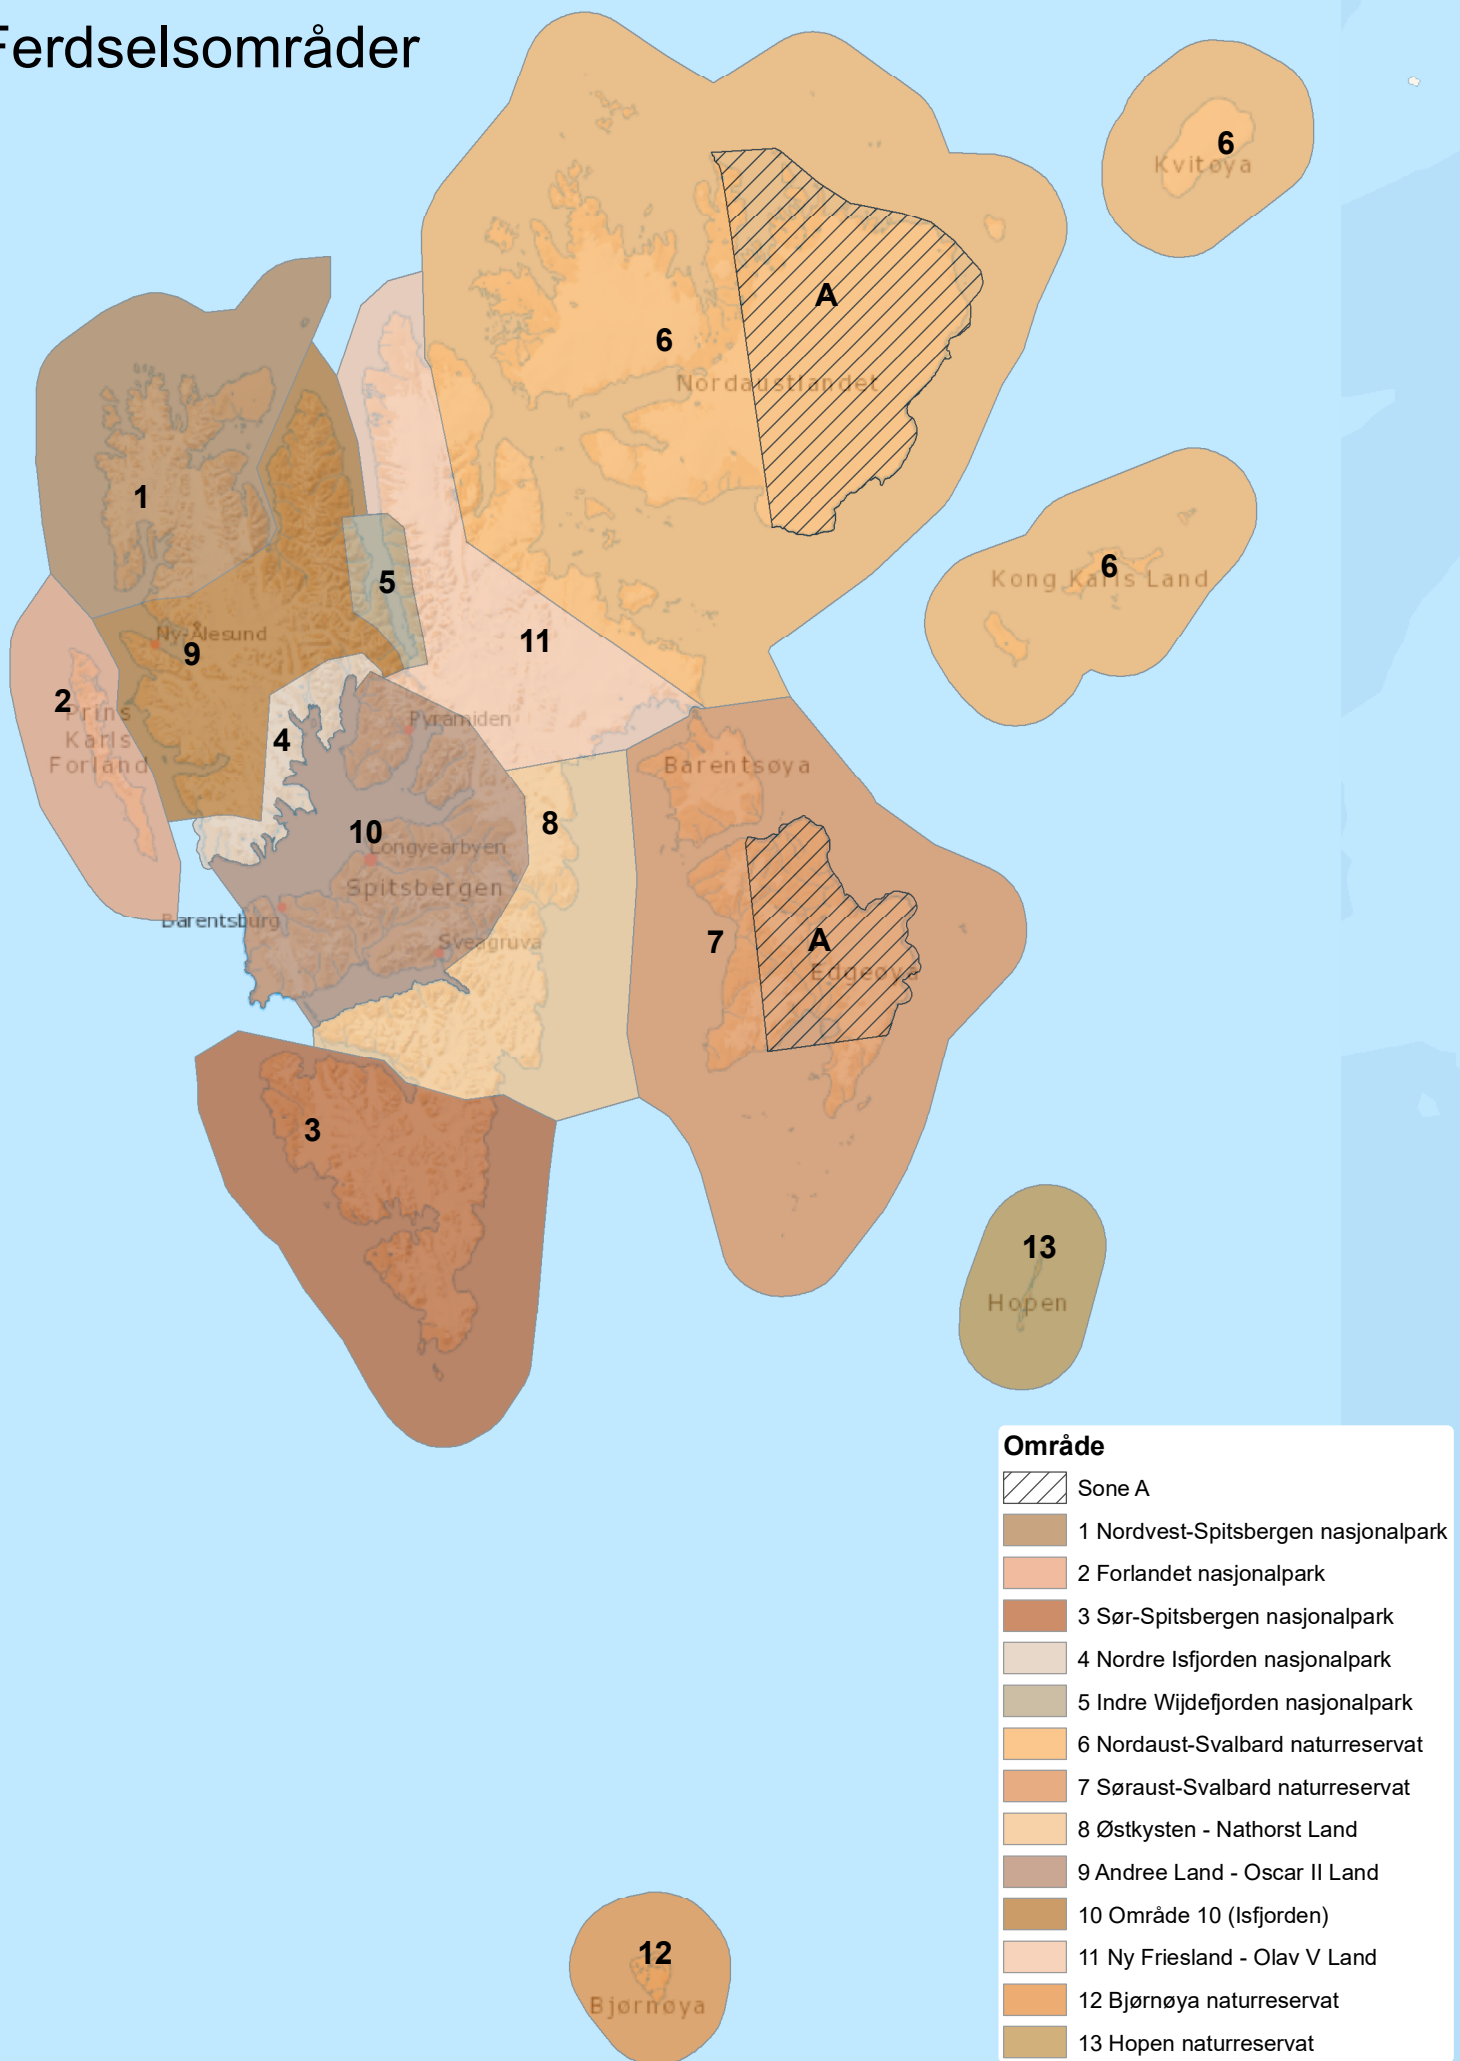 Ferdselsområder
6
Kvitøya
A
6
Nordaustlandet
1
5
6
Kong Karls Land
Ny-Ålesund
9
11
2
Prins
Karls
Forland
4
Pyramiden
Barentsøya
8
10
Longyearbyen
Spitsbergen
Barentsburg
Sveagruva
7
A
Edgeøya
3
13
Hopen
12
Bjørnøya
Område
Sone A
1 Nordvest-Spitsbergen nasjonalpark
2 Forlandet nasjonalpark
3 Sør-Spitsbergen nasjonalpark
4 Nordre Isfjorden nasjonalpark
5 Indre Wijdefjorden nasjonalpark
6 Nordaust-Svalbard naturreservat
7 Søraust-Svalbard naturreservat
8 Østkysten - Nathorst Land
9 Andree Land - Oscar II Land
10 Område 10 (Isfjorden)
11 Ny Friesland - Olav V Land
12 Bjørnøya naturreservat
13 Hopen naturreservat